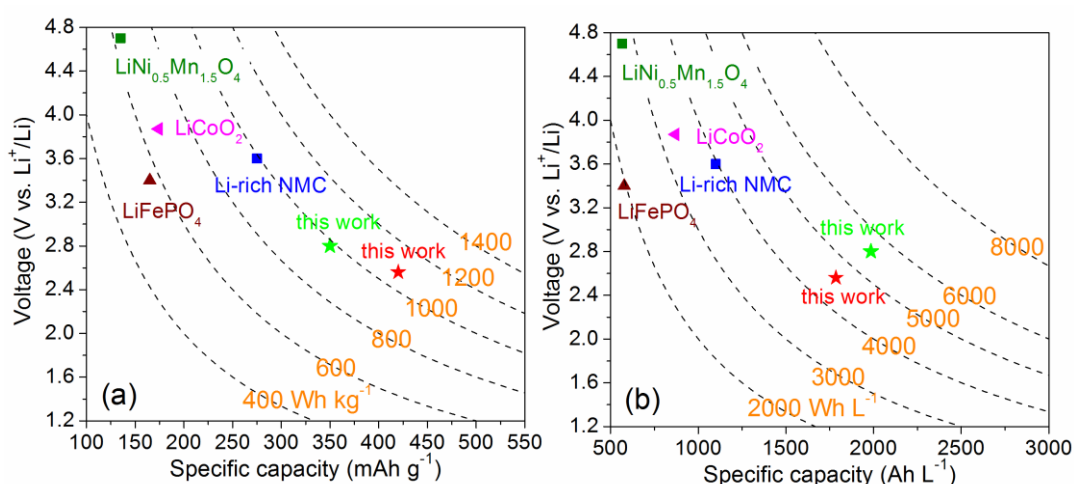 4.8
4.4
4.0
3.6
3.2
2.8
2.4
2.0
1.6
1.2
Voltage (V vs. Li⁺/Li)
LiNi₀.₅Mn₁.₅O₄
LiCoO₂
Li-rich NMC
LiFePO₄
this work
this work
1400
1200
1000
800
600
400 Wh kg⁻¹
(a)
100 150 200 250 300 350 400 450 500 550
Specific capacity (mAh g⁻¹)
4.8
4.4
4.0
3.6
3.2
2.8
2.4
2.0
1.6
1.2
Voltage (V vs. Li⁺/Li)
LiNi₀.₅Mn₁.₅O₄
LiCoO₂
Li-rich NMC
LiFePO₄
this work
this work
8000
6000
5000
4000
3000
2000 Wh L⁻¹
(b)
500 1000 1500 2000 2500 3000
Specific capacity (Ah L⁻¹)